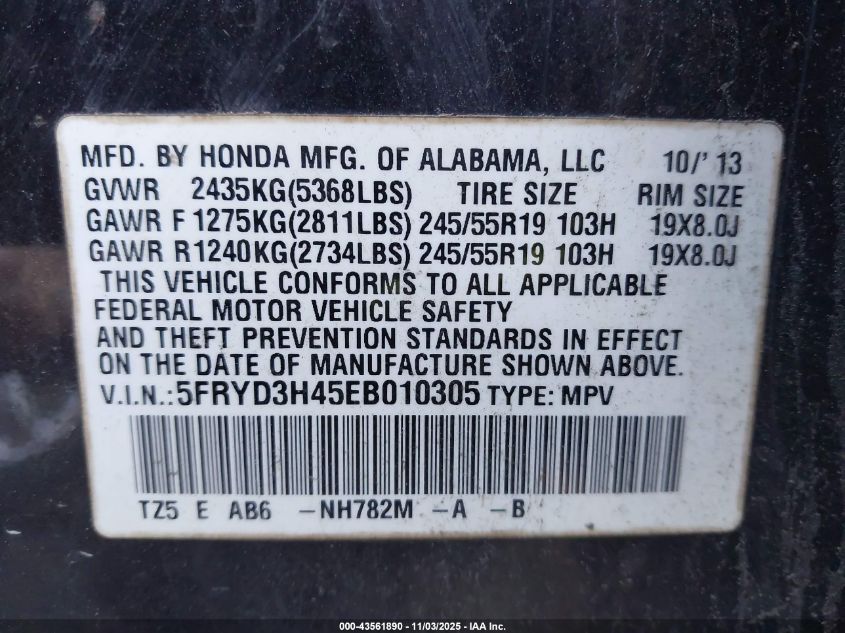 MFD. BY HONDA MFG. OF ALABAMA, LLC 10/' 13
GVWR 2435KG(5368LBS) TIRE SIZE RIM SIZE
GAWR F 1275KG(2811LBS) 245/55R19 103H 19X8.0J
GAWR R1240KG(2734LBS) 245/55R19 103H 19X8.0J
THIS VEHICLE CONFORMS TO ALL APPLICABLE
FEDERAL MOTOR VEHICLE SAFETY
AND THEFT PREVENTION STANDARDS IN EFFECT
ON THE DATE OF MANUFACTURE SHOWN ABOVE.
V.I.N.:5FRYD3H45EB010305 TYPE: MPV
TZ5 E AB6 -NH782M -A -B
000-43561890 - 11/03/2025 - IAA Inc.